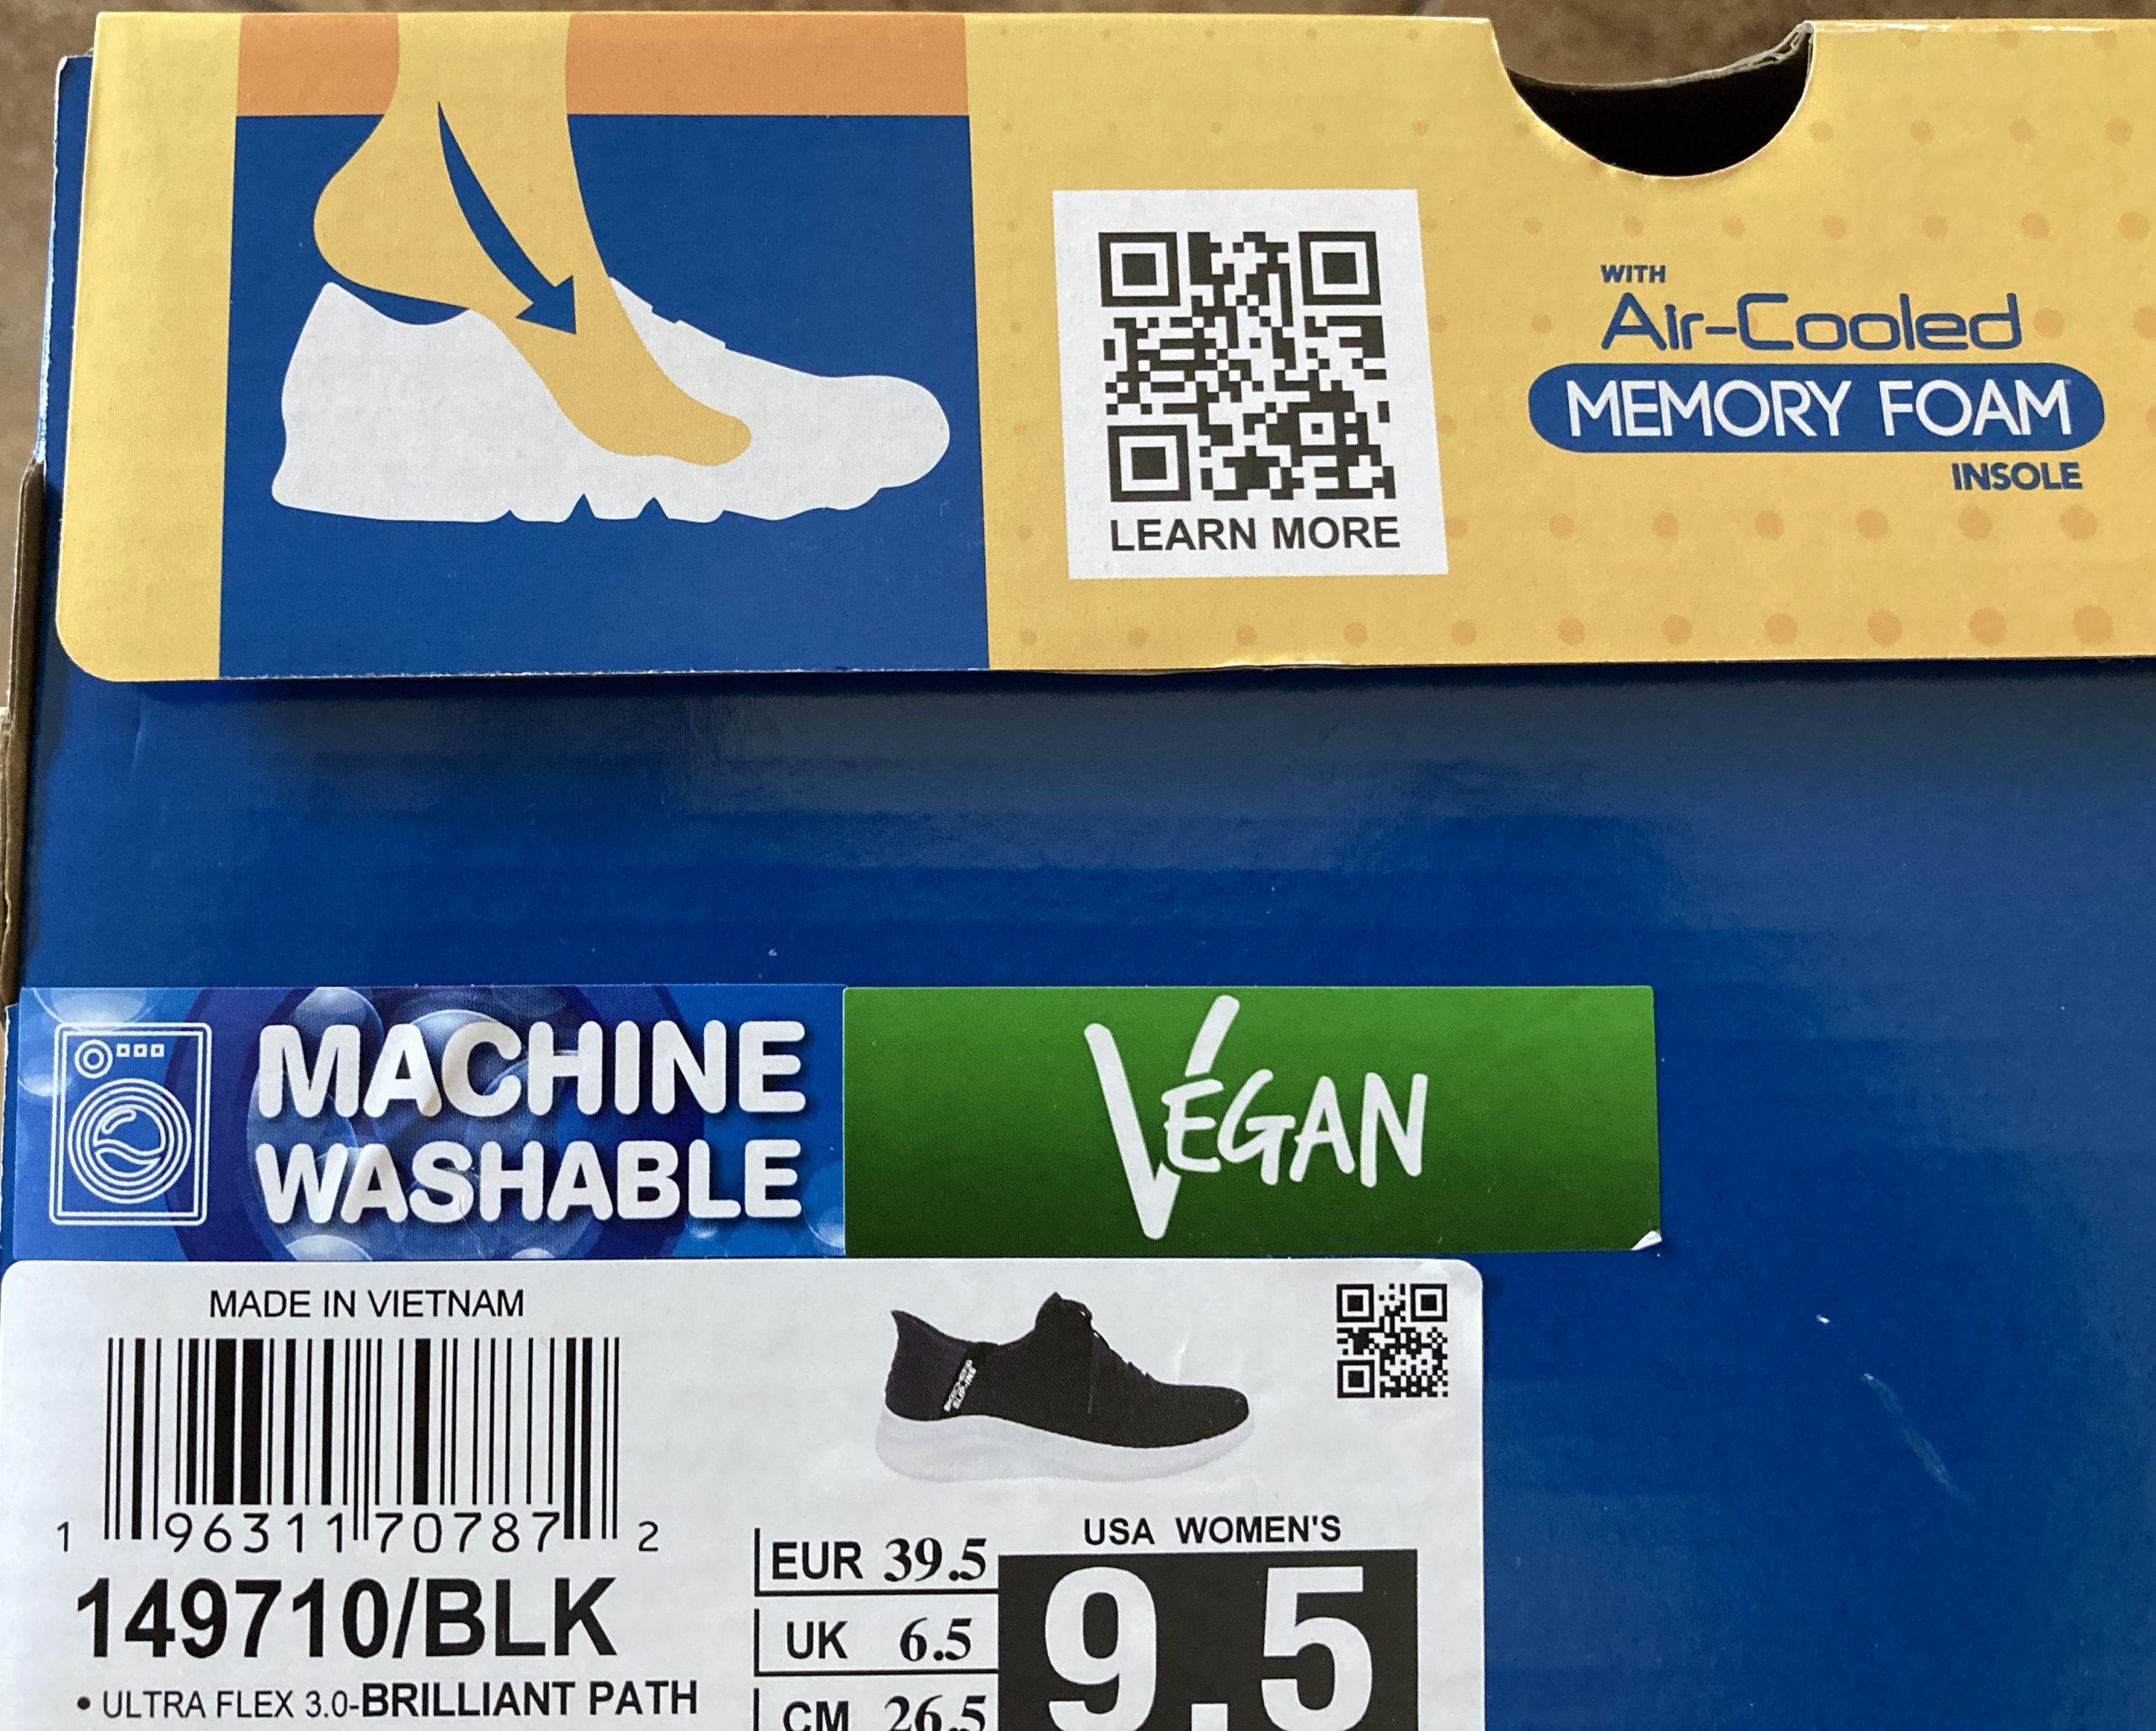 WITH
Air-Cooled
MEMORY FOAM
INSOLE
LEARN MORE
MACHINE
WASHABLE
VEGAN
MADE IN VIETNAM
1 96311 70787 2
149710/BLK
• ULTRA FLEX 3.0-BRILLIANT PATH
USA WOMEN'S
9.5
EUR 39.5
UK 6.5
CM 26.5